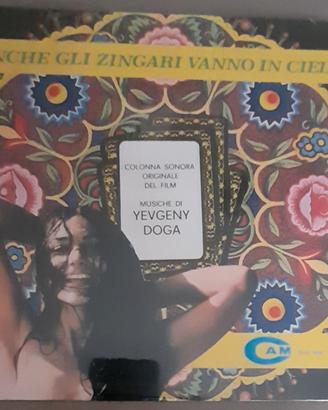 NCHE GLI ZINGARI VANNO IN CIEL
COLONNA SONORA
ORIGINALE
DEL FILM
MUSICHE DI
YEVGENY
DOGA
CAM